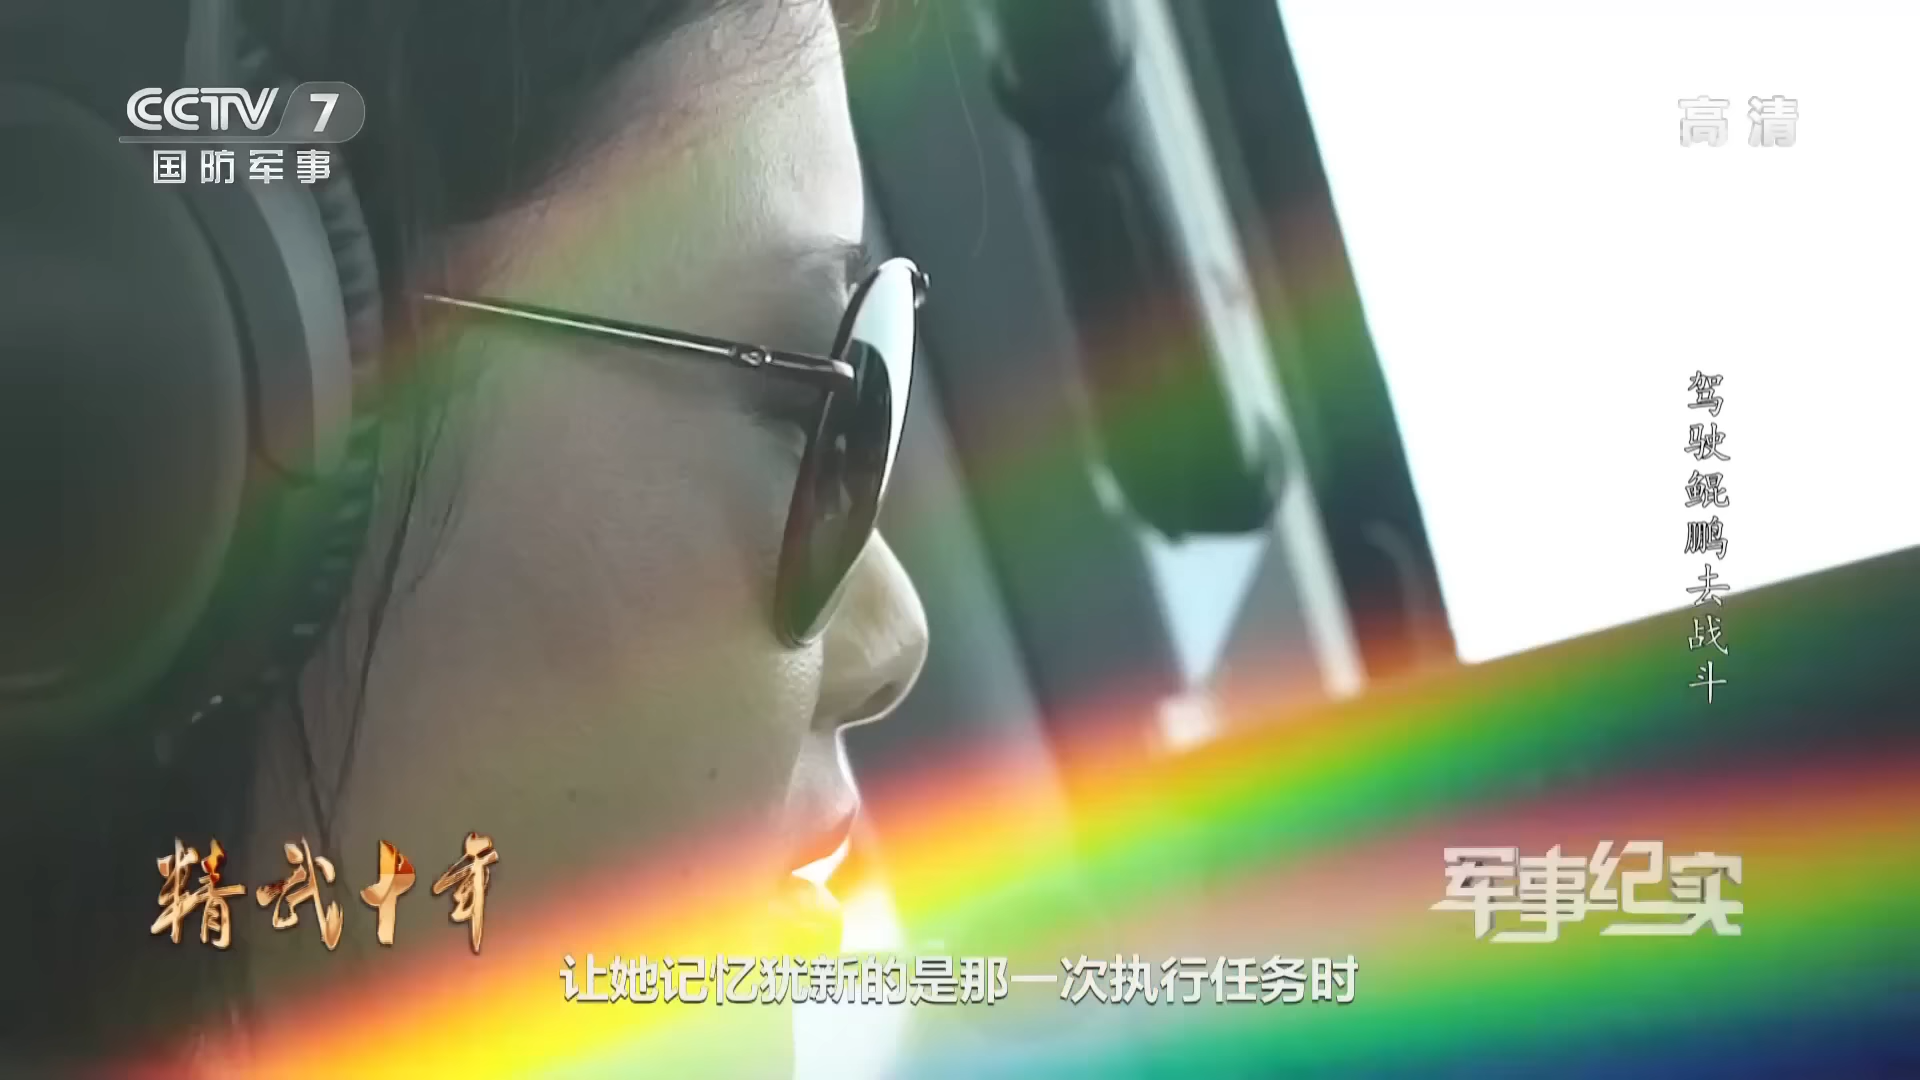 CCTV 7
国防军事
高清
驾驶鲲鹏去战斗
精武十年
军事纪实
让她记忆犹新的是那一次执行任务时